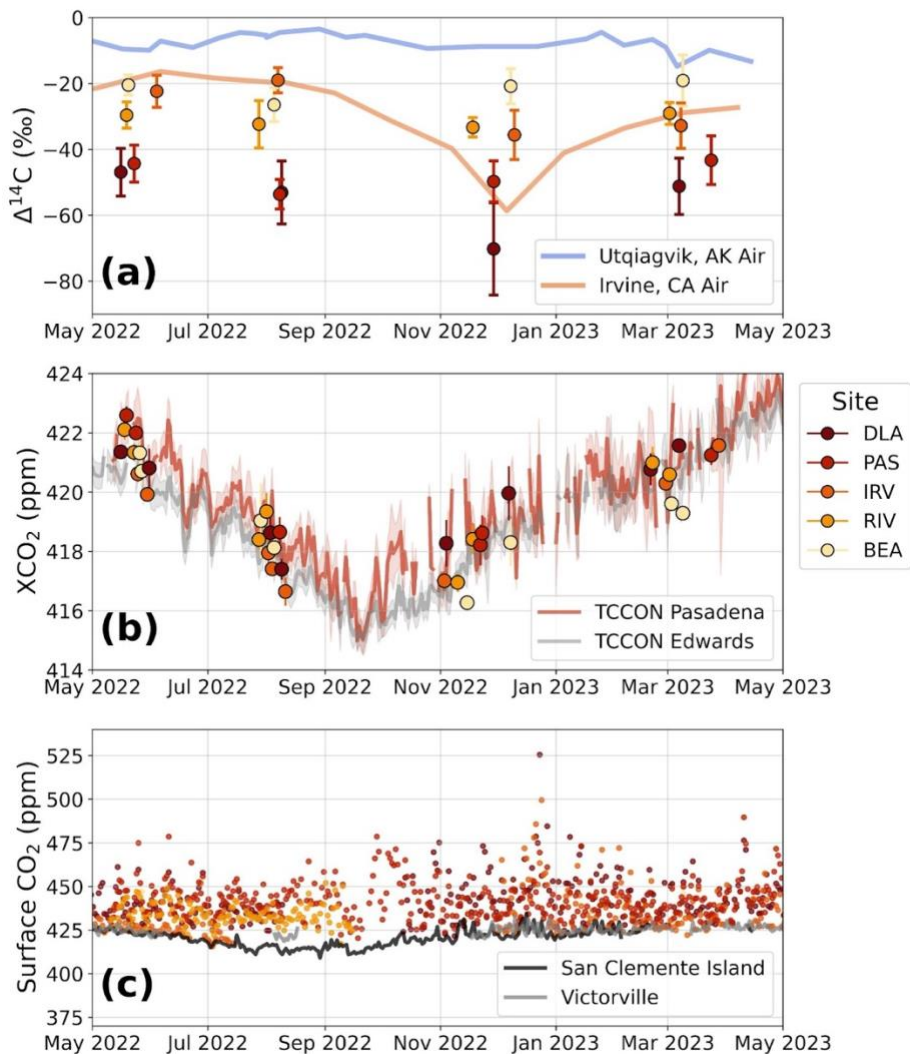 0
−20
−40
−60
−80
Δ¹⁴C (‰)
(a)
Utqiagvik, AK Air
Irvine, CA Air
May 2022 Jul 2022 Sep 2022 Nov 2022 Jan 2023 Mar 2023 May 2023
424
422
420
418
416
414
XCO₂ (ppm)
(b)
TCCON Pasadena
TCCON Edwards
May 2022 Jul 2022 Sep 2022 Nov 2022 Jan 2023 Mar 2023 May 2023
Site
DLA
PAS
IRV
RIV
BEA
525
500
475
450
425
400
375
Surface CO₂ (ppm)
(c)
San Clemente Island
Victorville
May 2022 Jul 2022 Sep 2022 Nov 2022 Jan 2023 Mar 2023 May 2023